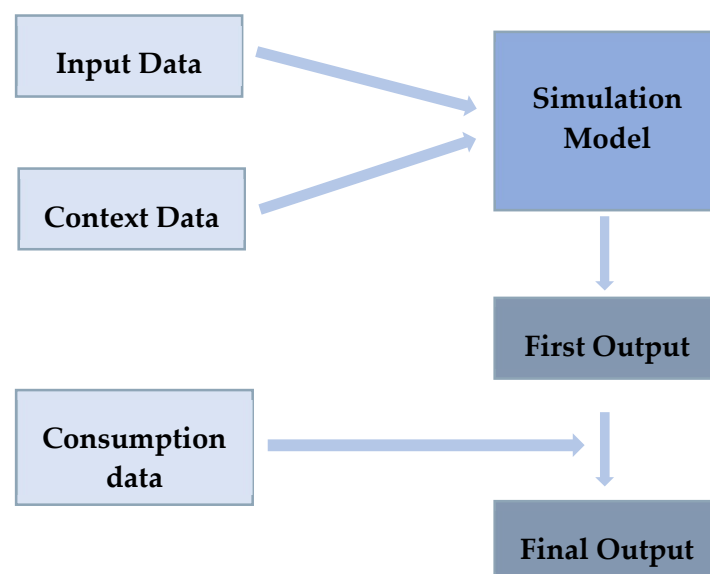 Input Data
Simulation
Model
Context Data
First Output
Consumption
data
Final Output